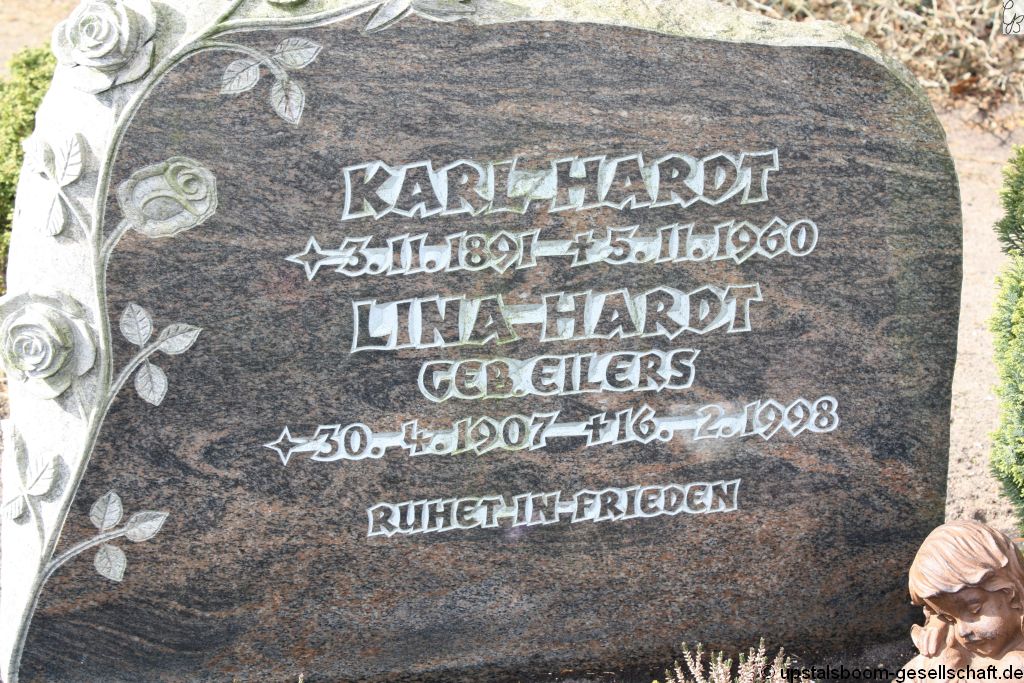 KARL HARDT
✶ 3. 11. 1891 ✝ 5. 11. 1960
LINA HARDT
GEB. EILERS
✶ 30. 4. 1907 ✝ 16. 2. 1998
RUHET IN FRIEDEN
© upstalsboom-gesellschaft.de